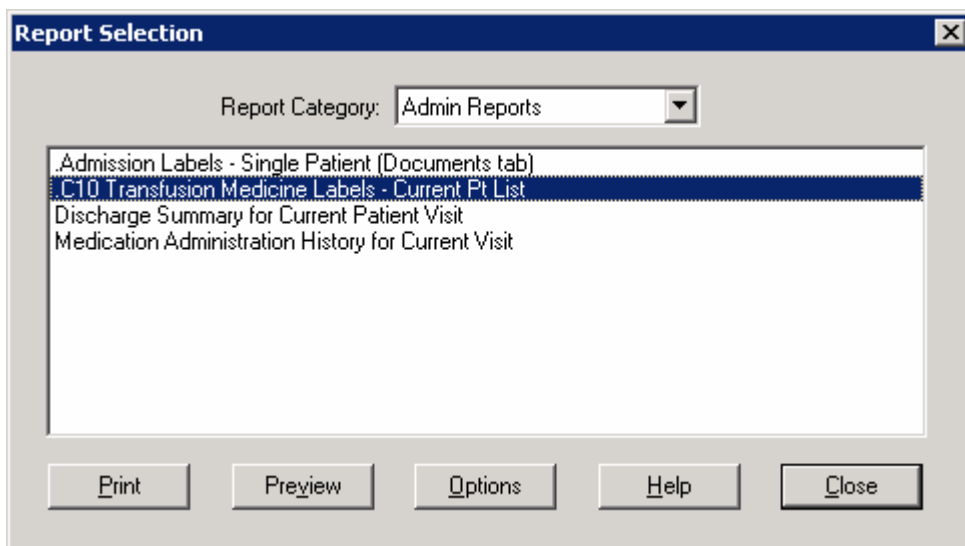 Report Selection
Report Category: Admin Reports
.Admission Labels - Single Patient (Documents tab)
.C10 Transfusion Medicine Labels - Current Pt List
Discharge Summary for Current Patient Visit
Medication Administration History for Current Visit
Print Preview Options Help Close